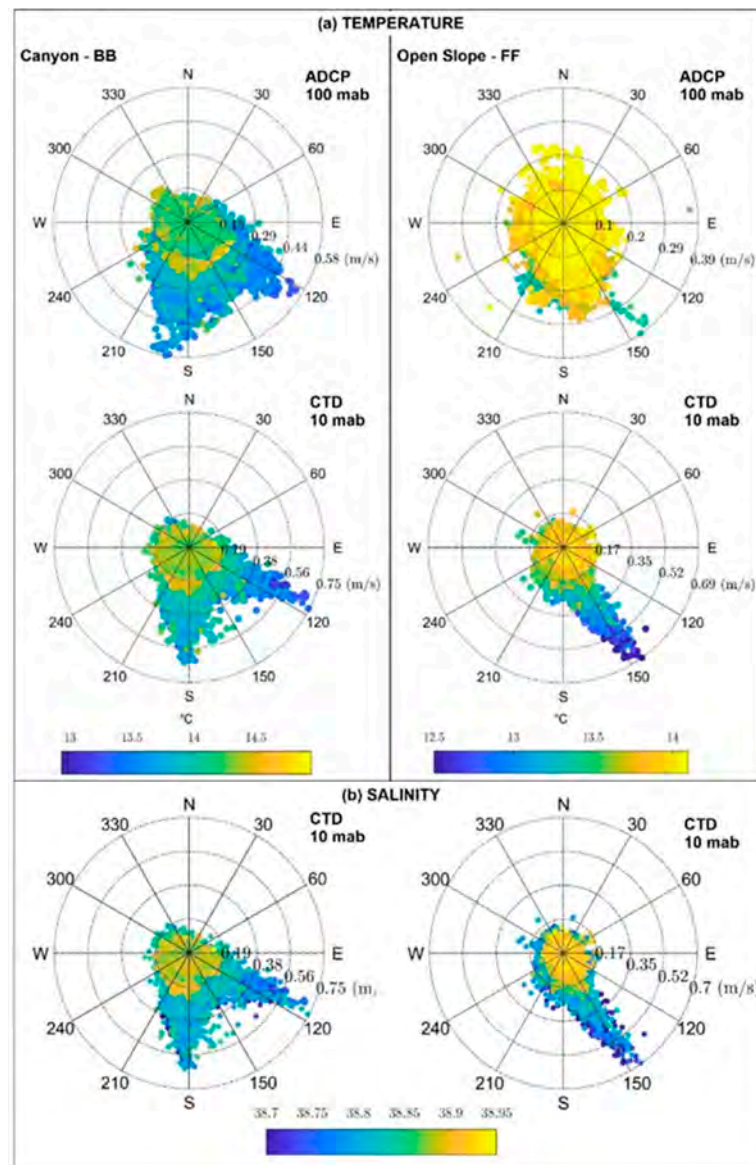 (a) TEMPERATURE
Canyon - BB
ADCP
100 mab
N
330
30
300
60
W
E
0.29
0.44
0.58 (m/s)
240
120
210
150
S
Open Slope - FF
ADCP
100 mab
N
330
30
300
60
W
E
0.1
0.2
0.29
0.39 (m/s)
240
120
210
150
S
CTD
10 mab
N
330
30
300
60
W
E
0.19
0.38
0.56
0.75 (m/s)
240
120
210
150
S
°C
13 13.5 14 14.5
CTD
10 mab
N
330
30
300
60
W
E
0.17
0.35
0.52
0.69 (m/s)
240
120
210
150
S
12.5 13 13.5 14
(b) SALINITY
CTD
10 mab
N
330
30
300
60
W
E
0.19
0.38
0.56
0.75 (m,
240
120
210
150
S
CTD
10 mab
N
330
30
300
60
W
E
0.17
0.35
0.52
0.7 (m/s)
240
120
210
150
S
38.7 38.75 38.8 38.85 38.9 38.95